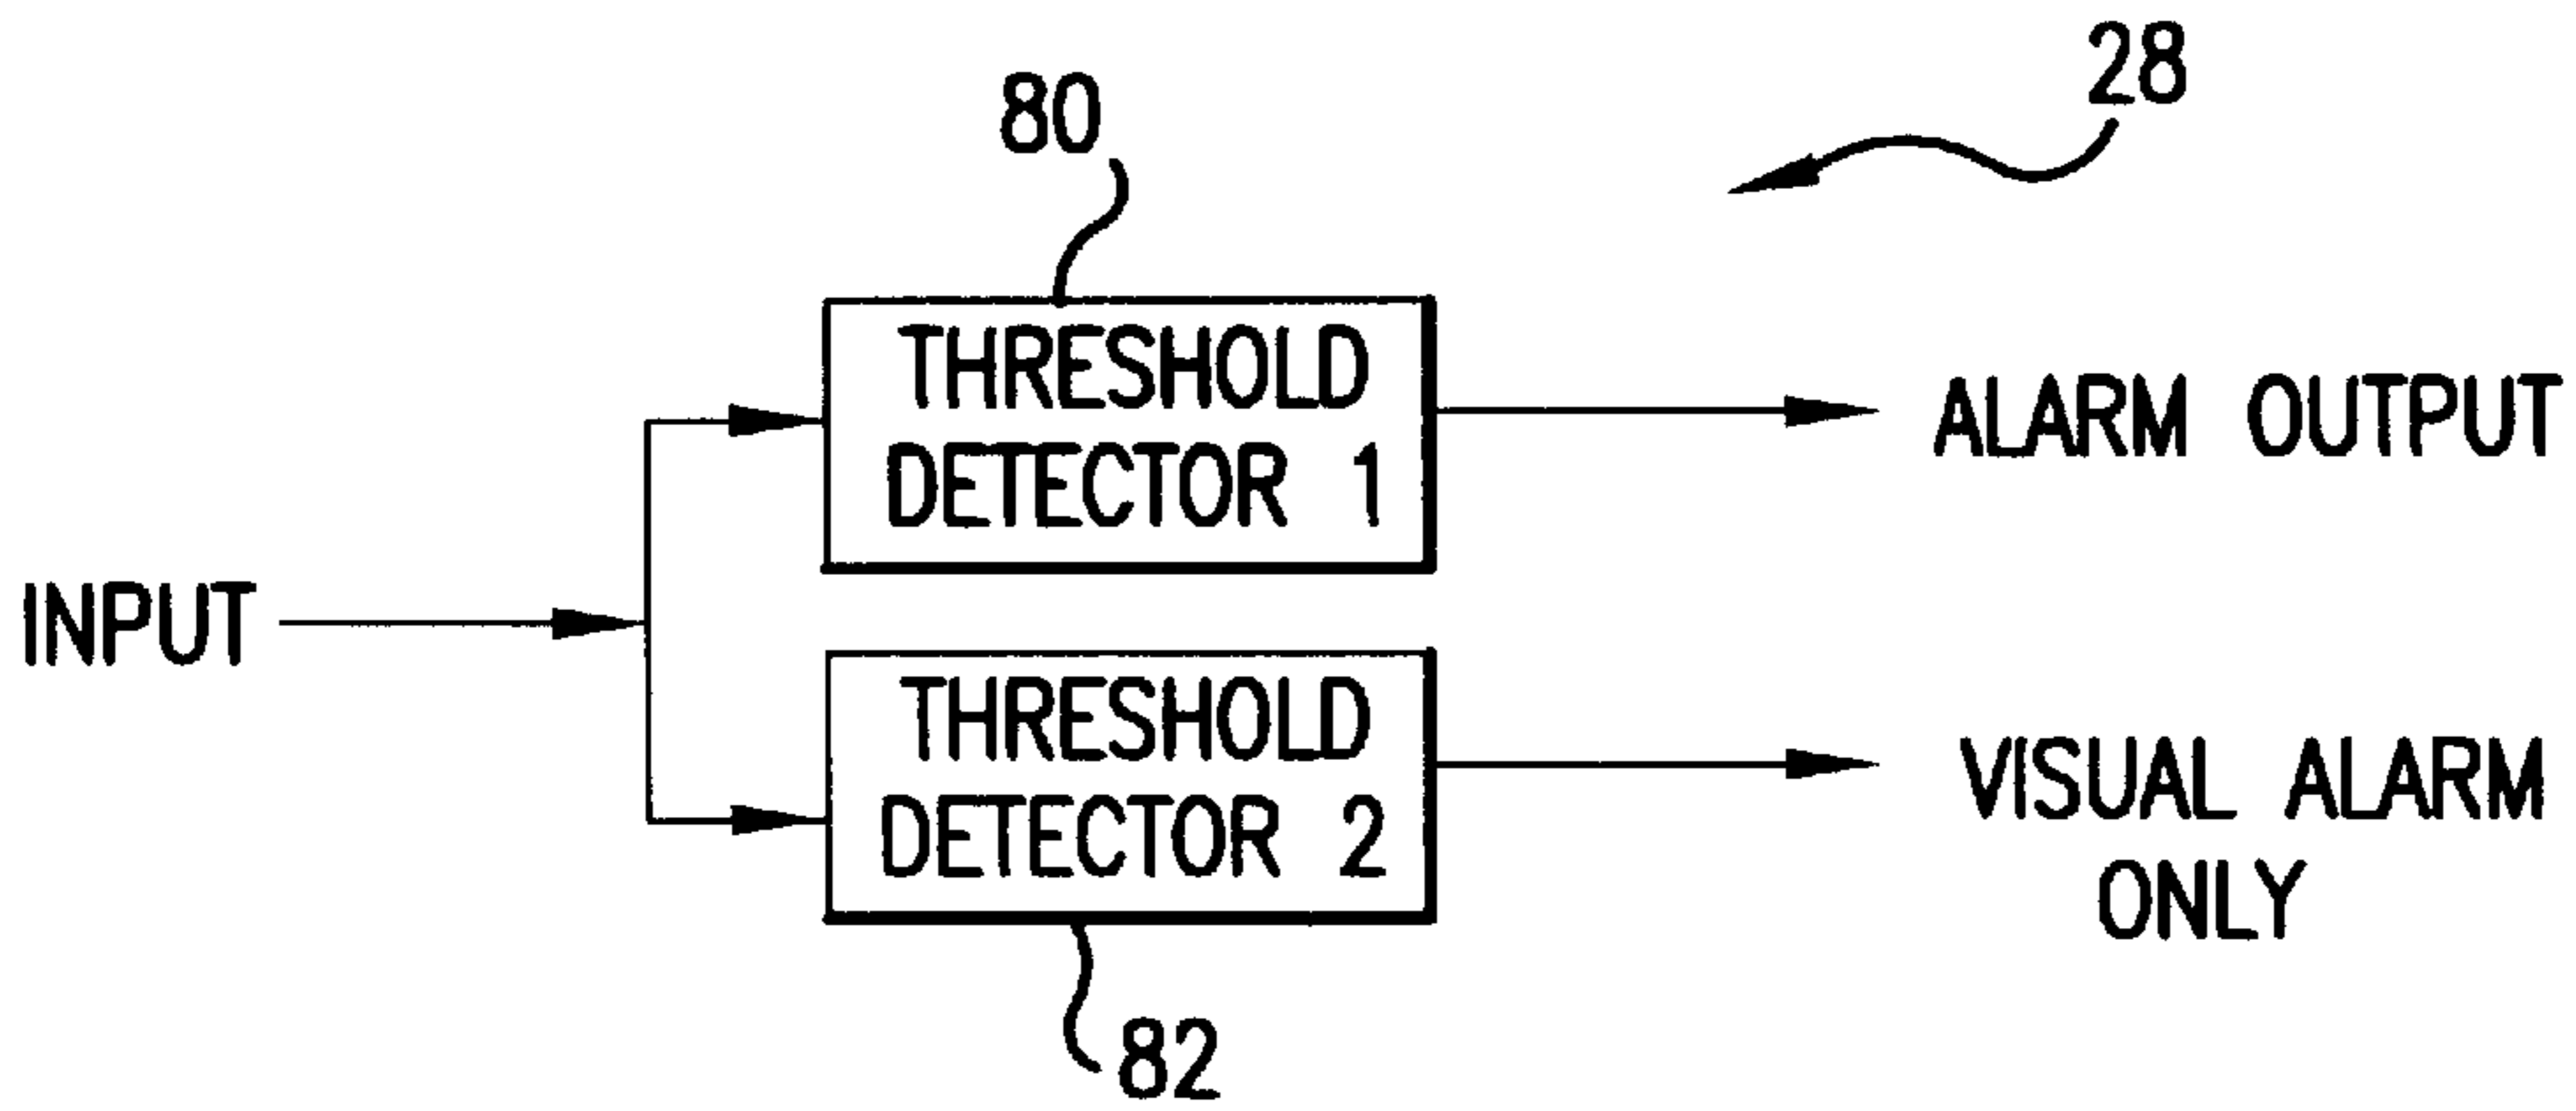 28
80
THRESHOLD
DETECTOR 1
ALARM OUTPUT
INPUT
THRESHOLD
DETECTOR 2
VISUAL ALARM
ONLY
82